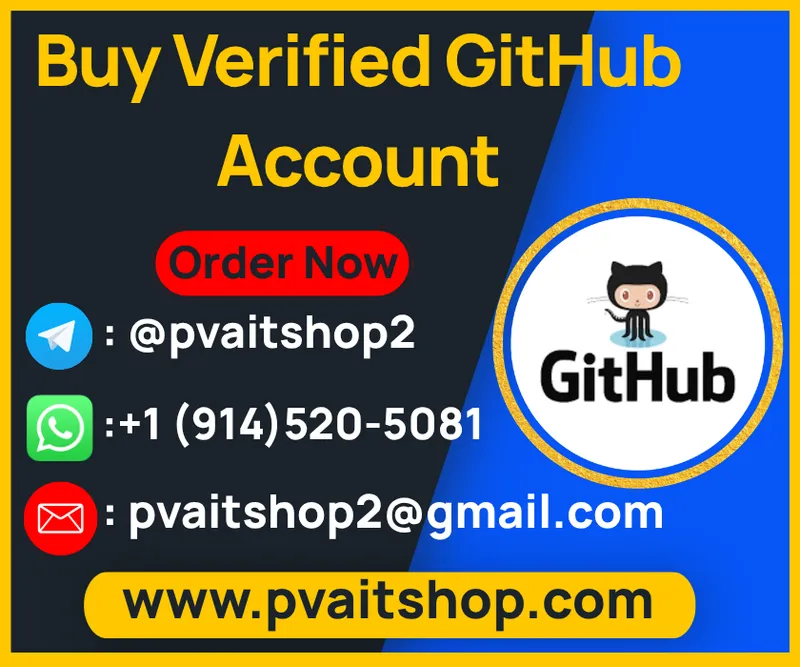 Buy Verified GitHub
Account
Order Now
: @pvaitshop2
:+1 (914)520-5081
: pvaitshop2@gmail.com
GitHub
www.pvaitshop.com